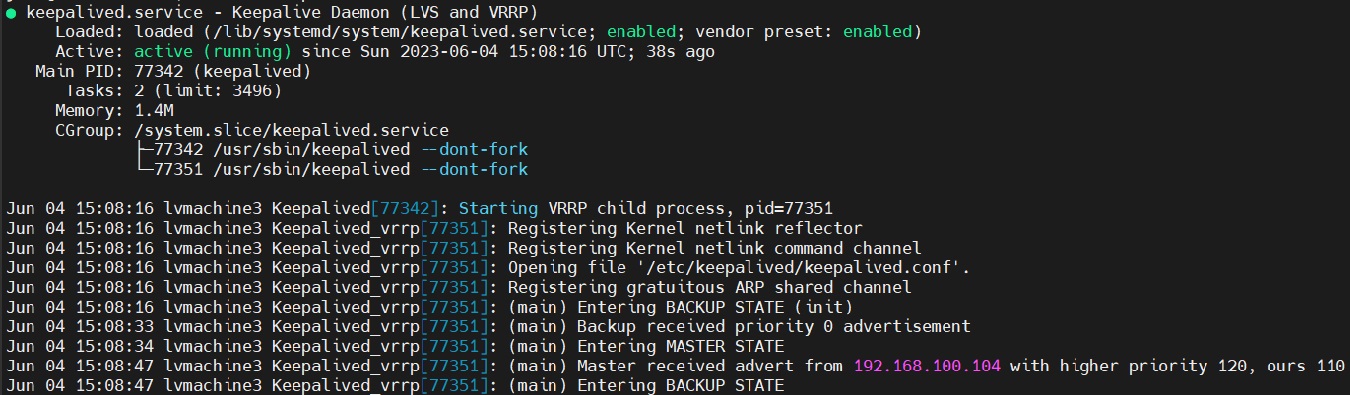 ● keepalived.service - Keepalive Daemon (LVS and VRRP)
Loaded: loaded (/lib/systemd/system/keepalived.service; enabled; vendor preset: enabled)
Active: active (running) since Sun 2023-06-04 15:08:16 UTC; 38s ago
Main PID: 77342 (keepalived)
Tasks: 2 (limit: 3496)
Memory: 1.4M
CGroup: /system.slice/keepalived.service
├─77342 /usr/sbin/keepalived --dont-fork
└─77351 /usr/sbin/keepalived --dont-fork
Jun 04 15:08:16 lvmachine3 Keepalived[77342]: Starting VRRP child process, pid=77351
Jun 04 15:08:16 lvmachine3 Keepalived_vrrp[77351]: Registering Kernel netlink reflector
Jun 04 15:08:16 lvmachine3 Keepalived_vrrp[77351]: Registering Kernel netlink command channel
Jun 04 15:08:16 lvmachine3 Keepalived_vrrp[77351]: Opening file '/etc/keepalived/keepalived.conf'.
Jun 04 15:08:16 lvmachine3 Keepalived_vrrp[77351]: Registering gratuitous ARP shared channel
Jun 04 15:08:16 lvmachine3 Keepalived_vrrp[77351]: (main) Entering BACKUP STATE (init)
Jun 04 15:08:33 lvmachine3 Keepalived_vrrp[77351]: (main) Backup received priority 0 advertisement
Jun 04 15:08:34 lvmachine3 Keepalived_vrrp[77351]: (main) Entering MASTER STATE
Jun 04 15:08:47 lvmachine3 Keepalived_vrrp[77351]: (main) Master received advert from 192.168.100.104 with higher priority 120, ours 110
Jun 04 15:08:47 lvmachine3 Keepalived_vrrp[77351]: (main) Entering BACKUP STATE